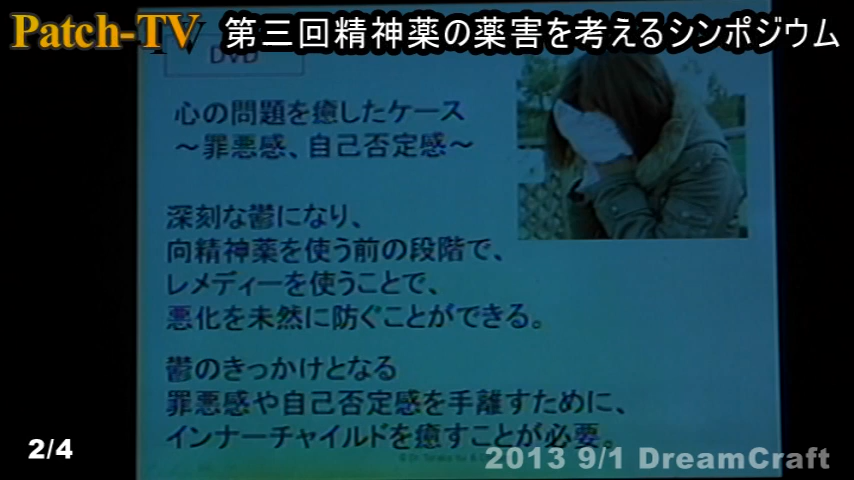 Patch-TV 第三回精神薬の薬害を考えるシンポジウム
DVD
心の問題を癒したケース
～罪悪感、自己否定感～
深刻な鬱になり、
向精神薬を使う前の段階で、
レメディーを使うことで、
悪化を未然に防ぐことができる。
鬱のきっかけとなる
罪悪感や自己否定感を手離すために、
インナーチャイルドを癒すことが必要。
2/4
2013 9/1 DreamCraft